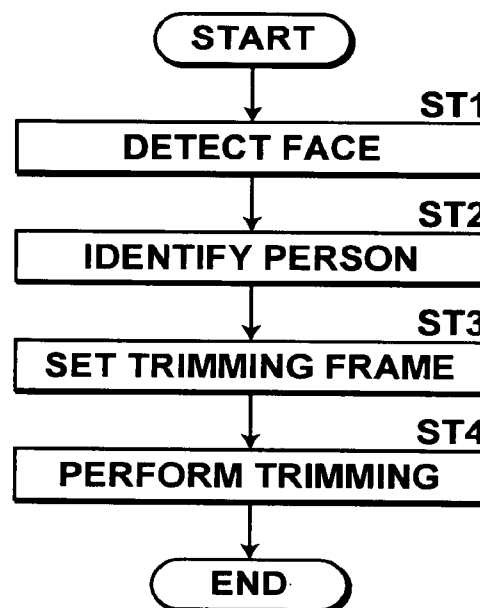 START
ST1
DETECT FACE
ST2
IDENTIFY PERSON
ST3
SET TRIMMING FRAME
ST4
PERFORM TRIMMING
END